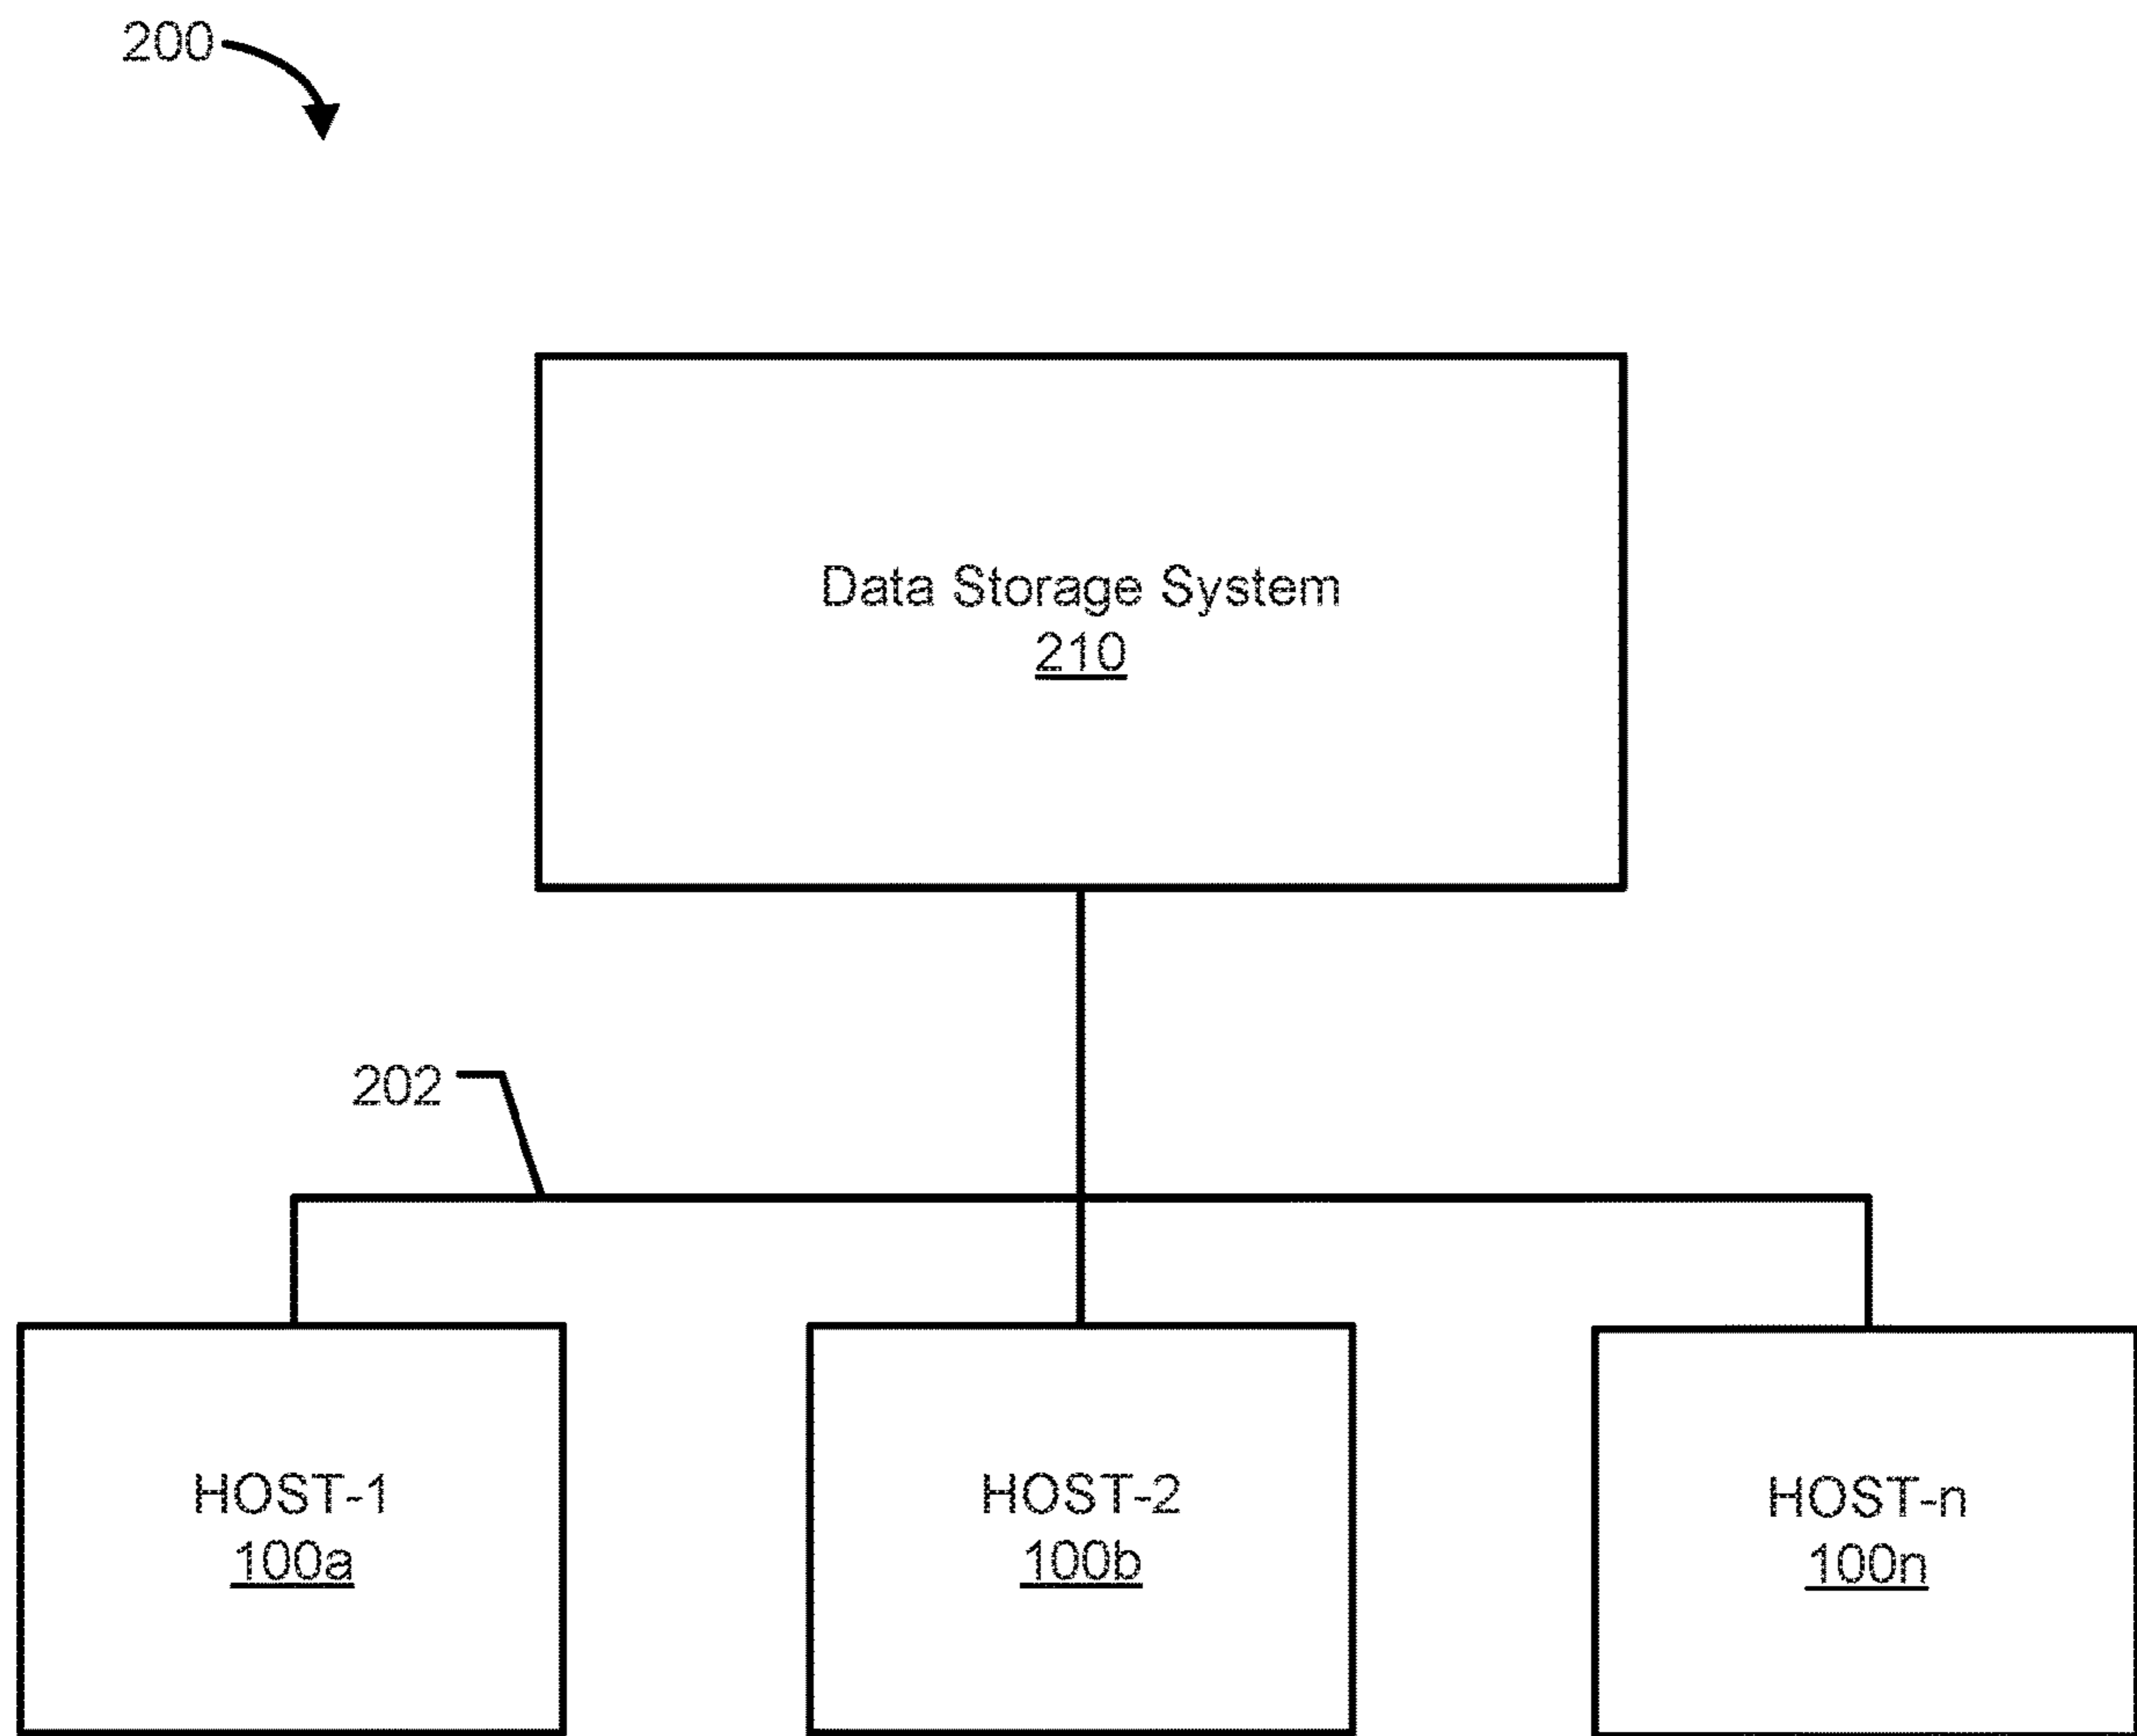 200
Data Storage System
210
202
HOST-1
100a
HOST-2
100b
HOST-n
100n